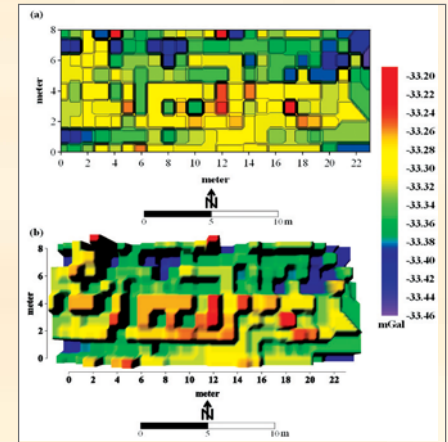 (a)
8
6
4
2
0
meter
0 2 4 6 8 10 12 14 16 18 20 22
meter
N
0 5 10 m
(b)
8
6
4
2
0
meter
0 2 4 6 8 10 12 14 16 18 20 22
meter
N
0 5 10 m
-33.20
-33.22
-33.24
-33.26
-33.28
-33.30
-33.32
-33.34
-33.36
-33.38
-33.40
-33.42
-33.44
-33.46
mGal